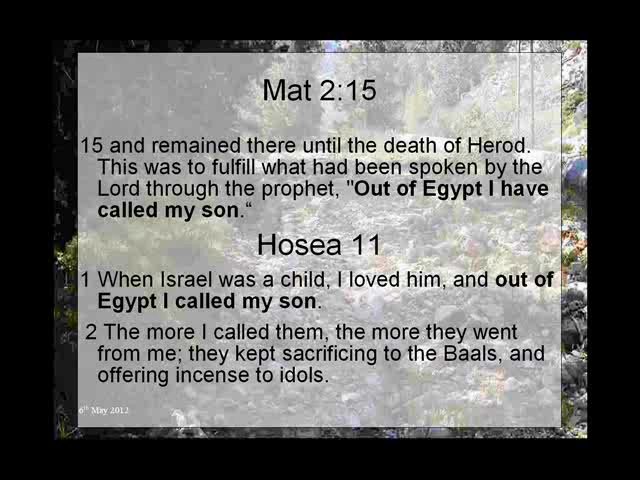 Mat 2:15
15 and remained there until the death of Herod.
This was to fulfill what had been spoken by the
Lord through the prophet, "Out of Egypt I have
called my son.“
Hosea 11
1 When Israel was a child, I loved him, and out of
Egypt I called my son.
2 The more I called them, the more they went
from me; they kept sacrificing to the Baals, and
offering incense to idols.
6th May 2012